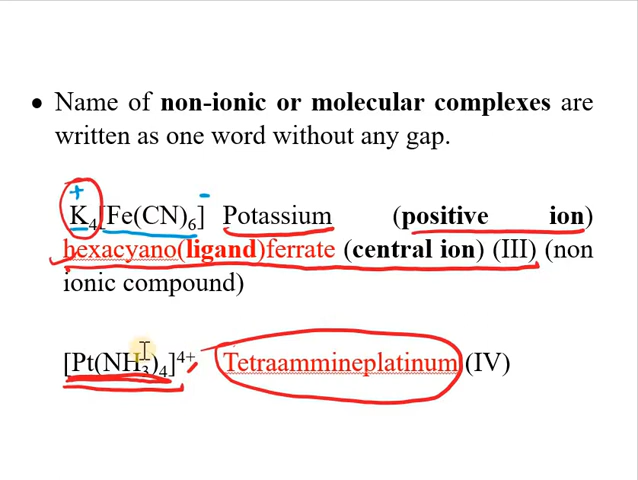 • Name of non-ionic or molecular complexes are
written as one word without any gap.
+ -
K₄[Fe(CN)₆] Potassium (positive ion)
hexacyano(ligand)ferrate (central ion) (III) (non
ionic compound)
[Pt(NH₃)₄]⁴⁺ Tetraammineplatinum (IV)